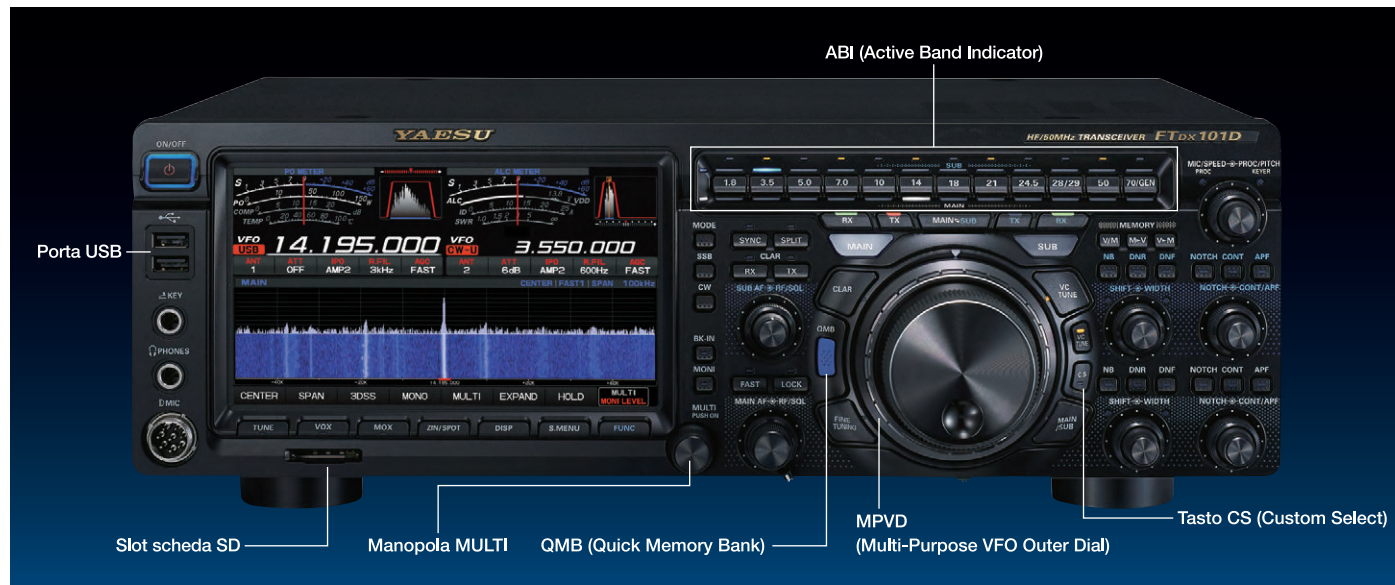 ABI (Active Band Indicator)
YAESU
HF/50MHz TRANSCEIVER FTDX101D
ON/OFF
MIC/SPEED PROC/PITCH
PROC KEYER
PO METER
ALC METER
SUB
1.8 3.5 5.0 7.0 10 14 18 21 24.5 28/29 50 70/GEN
MAIN
RX TX MAIN SUB TX RX
MODE
SYNC SPLIT
MAIN
SUB
MEMORY
V/M M▸V V▸M
Porta USB
VFO
USB
14.195.000
VFO
CW-U
3.550.000
SSB
CLAR
RX TX
NB DNR DNF
NOTCH CONT APF
ANT ATT IPO R.FIL AGC
1 OFF AMP2 3kHz FAST
ANT ATT IPO R.FIL AGC
2 6dB AMP2 600Hz FAST
MAIN
CENTER FAST1 SPAN 100kHz
CW
SUB AF RF/SQL
CLAR
VC TUNE
SHIFT WIDTH
NOTCH CONT/APF
KEY
QMB
VC TUNE
BK-IN
PHONES
CS
MONI
FAST LOCK
NB DNR DNF
NOTCH CONT APF
MIC
CENTER SPAN 3DSS MONO MULTI EXPAND HOLD MULTI
MONI LEVEL
MULTI
PUSH ON
MAIN AF RF/SQL
FINE TUNING
MAIN /SUB
SHIFT WIDTH
NOTCH CONT/APF
TUNE VOX MOX ZIN/SPOT DISP S.MENU FUNC
Slot scheda SD
Manopola MULTI
QMB (Quick Memory Bank)
MPVD
(Multi-Purpose VFO Outer Dial)
Tasto CS (Custom Select)